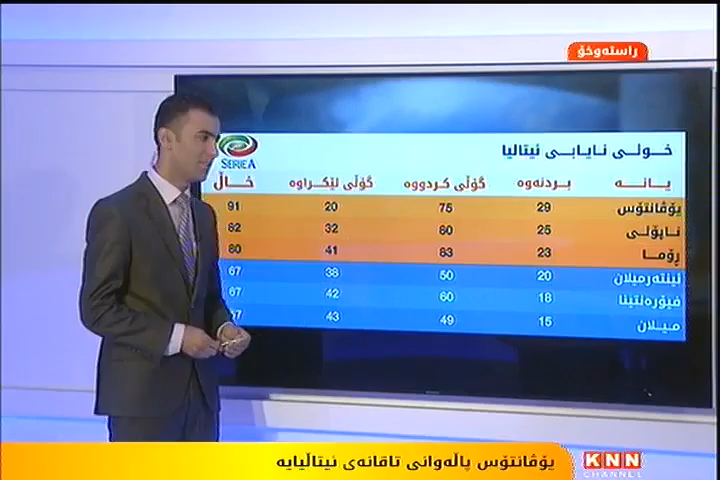 ڕاستەوخۆ
خولی نایابی ئیتالیا
SERIE A
یانە بردنەوە گۆڵی کردووە گۆڵی لێکراوە خاڵ
یۆڤانتۆس 29 75 20 91
ناپۆلی 25 80 32 82
ڕۆما 23 83 41 80
ئینتەرمیلان 20 50 38 67
فیۆرەنتینا 18 60 42 67
میلان 15 49 43
یۆڤانتۆس پاڵەوانی تاقانەی ئیتاڵیایە
KNN
CHANNEL